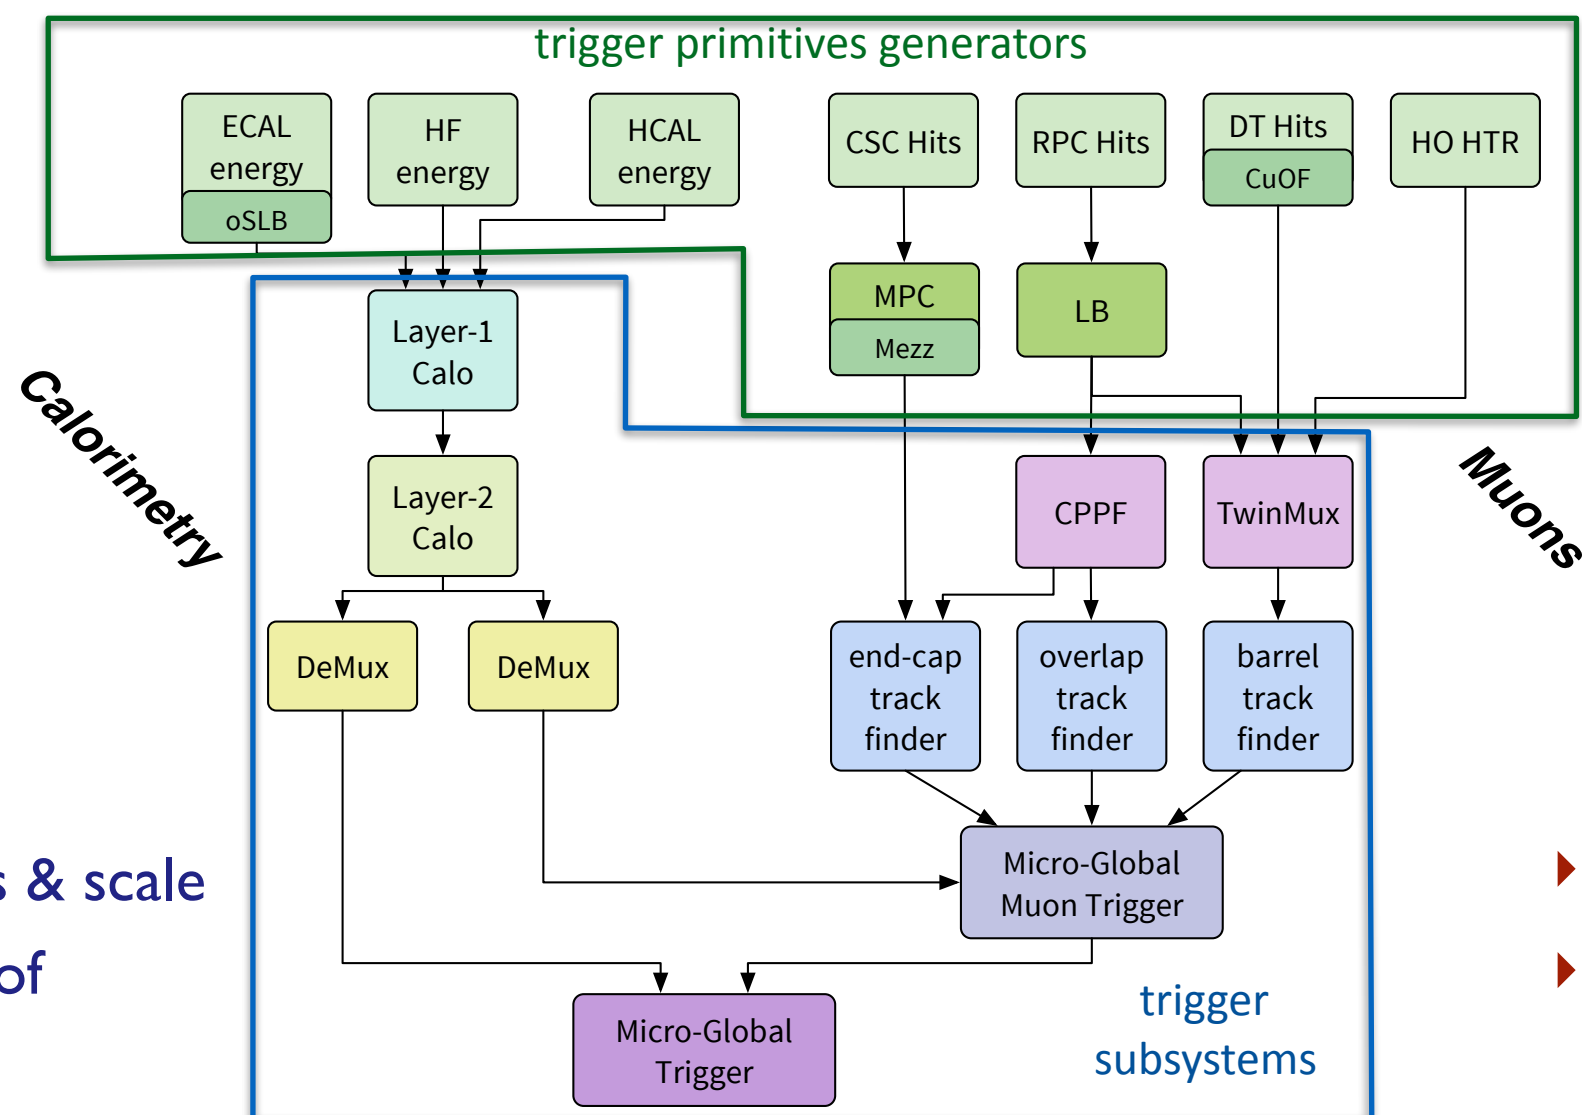 trigger primitives generators
ECAL
energy
oSLB
HF
energy
HCAL
energy
CSC Hits
RPC Hits
DT Hits
CuOF
HO HTR
MPC
Mezz
LB
Layer-1
Calo
Calorimetry
Muons
Layer-2
Calo
CPPF
TwinMux
DeMux
DeMux
end-cap
track
finder
overlap
track
finder
barrel
track
finder
Micro-Global
Muon Trigger
s & scale
of
Micro-Global
Trigger
trigger
subsystems